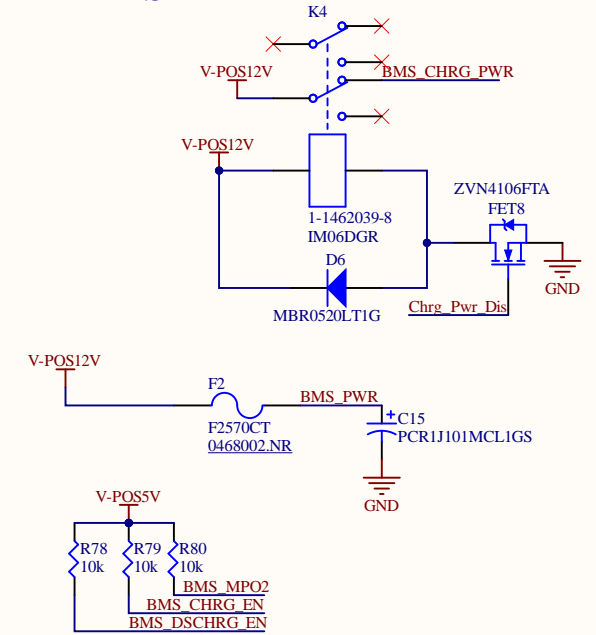 K4
V-POS12V
BMS_CHRG_PWR
V-POS12V
1-1462039-8
IM06DGR
D6
MBR0520LT1G
ZVN4106FTA
FET8
GND
Chrg_Pwr_Dis
V-POS12V
F2
F2570CT
0468002.NR
BMS_PWR
C15
PCR1J101MCL1GS
GND
V-POS5V
R78
10k
R79
10k
R80
10k
BMS_MPO2
BMS_CHRG_EN
BMS_DSCHRG_EN